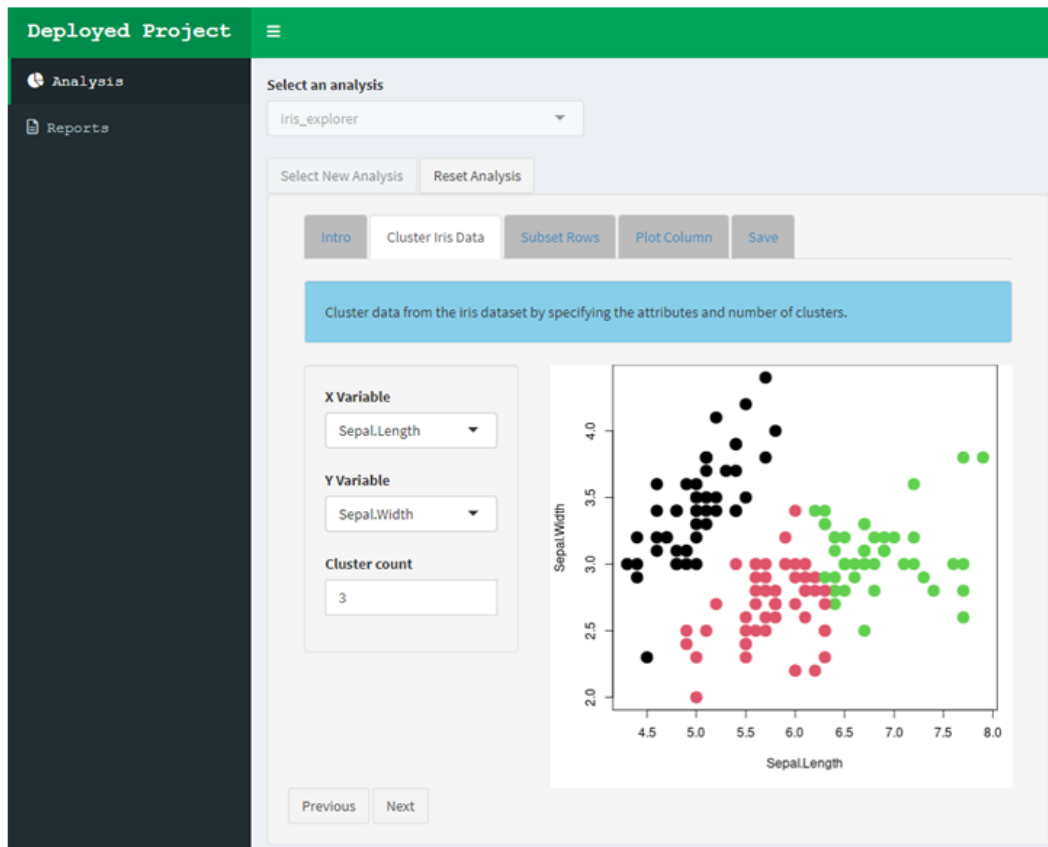 Deployed Project
Analysis
Reports
Select an analysis
iris_explorer
Select New Analysis
Reset Analysis
Intro
Cluster Iris Data
Subset Rows
Plot Column
Save
Cluster data from the iris dataset by specifying the attributes and number of clusters.
X Variable
Sepal.Length
Y Variable
Sepal.Width
Cluster count
3
Sepal.Width
4.0
3.5
3.0
2.5
2.0
4.5 5.0 5.5 6.0 6.5 7.0 7.5 8.0
Sepal.Length
Previous
Next